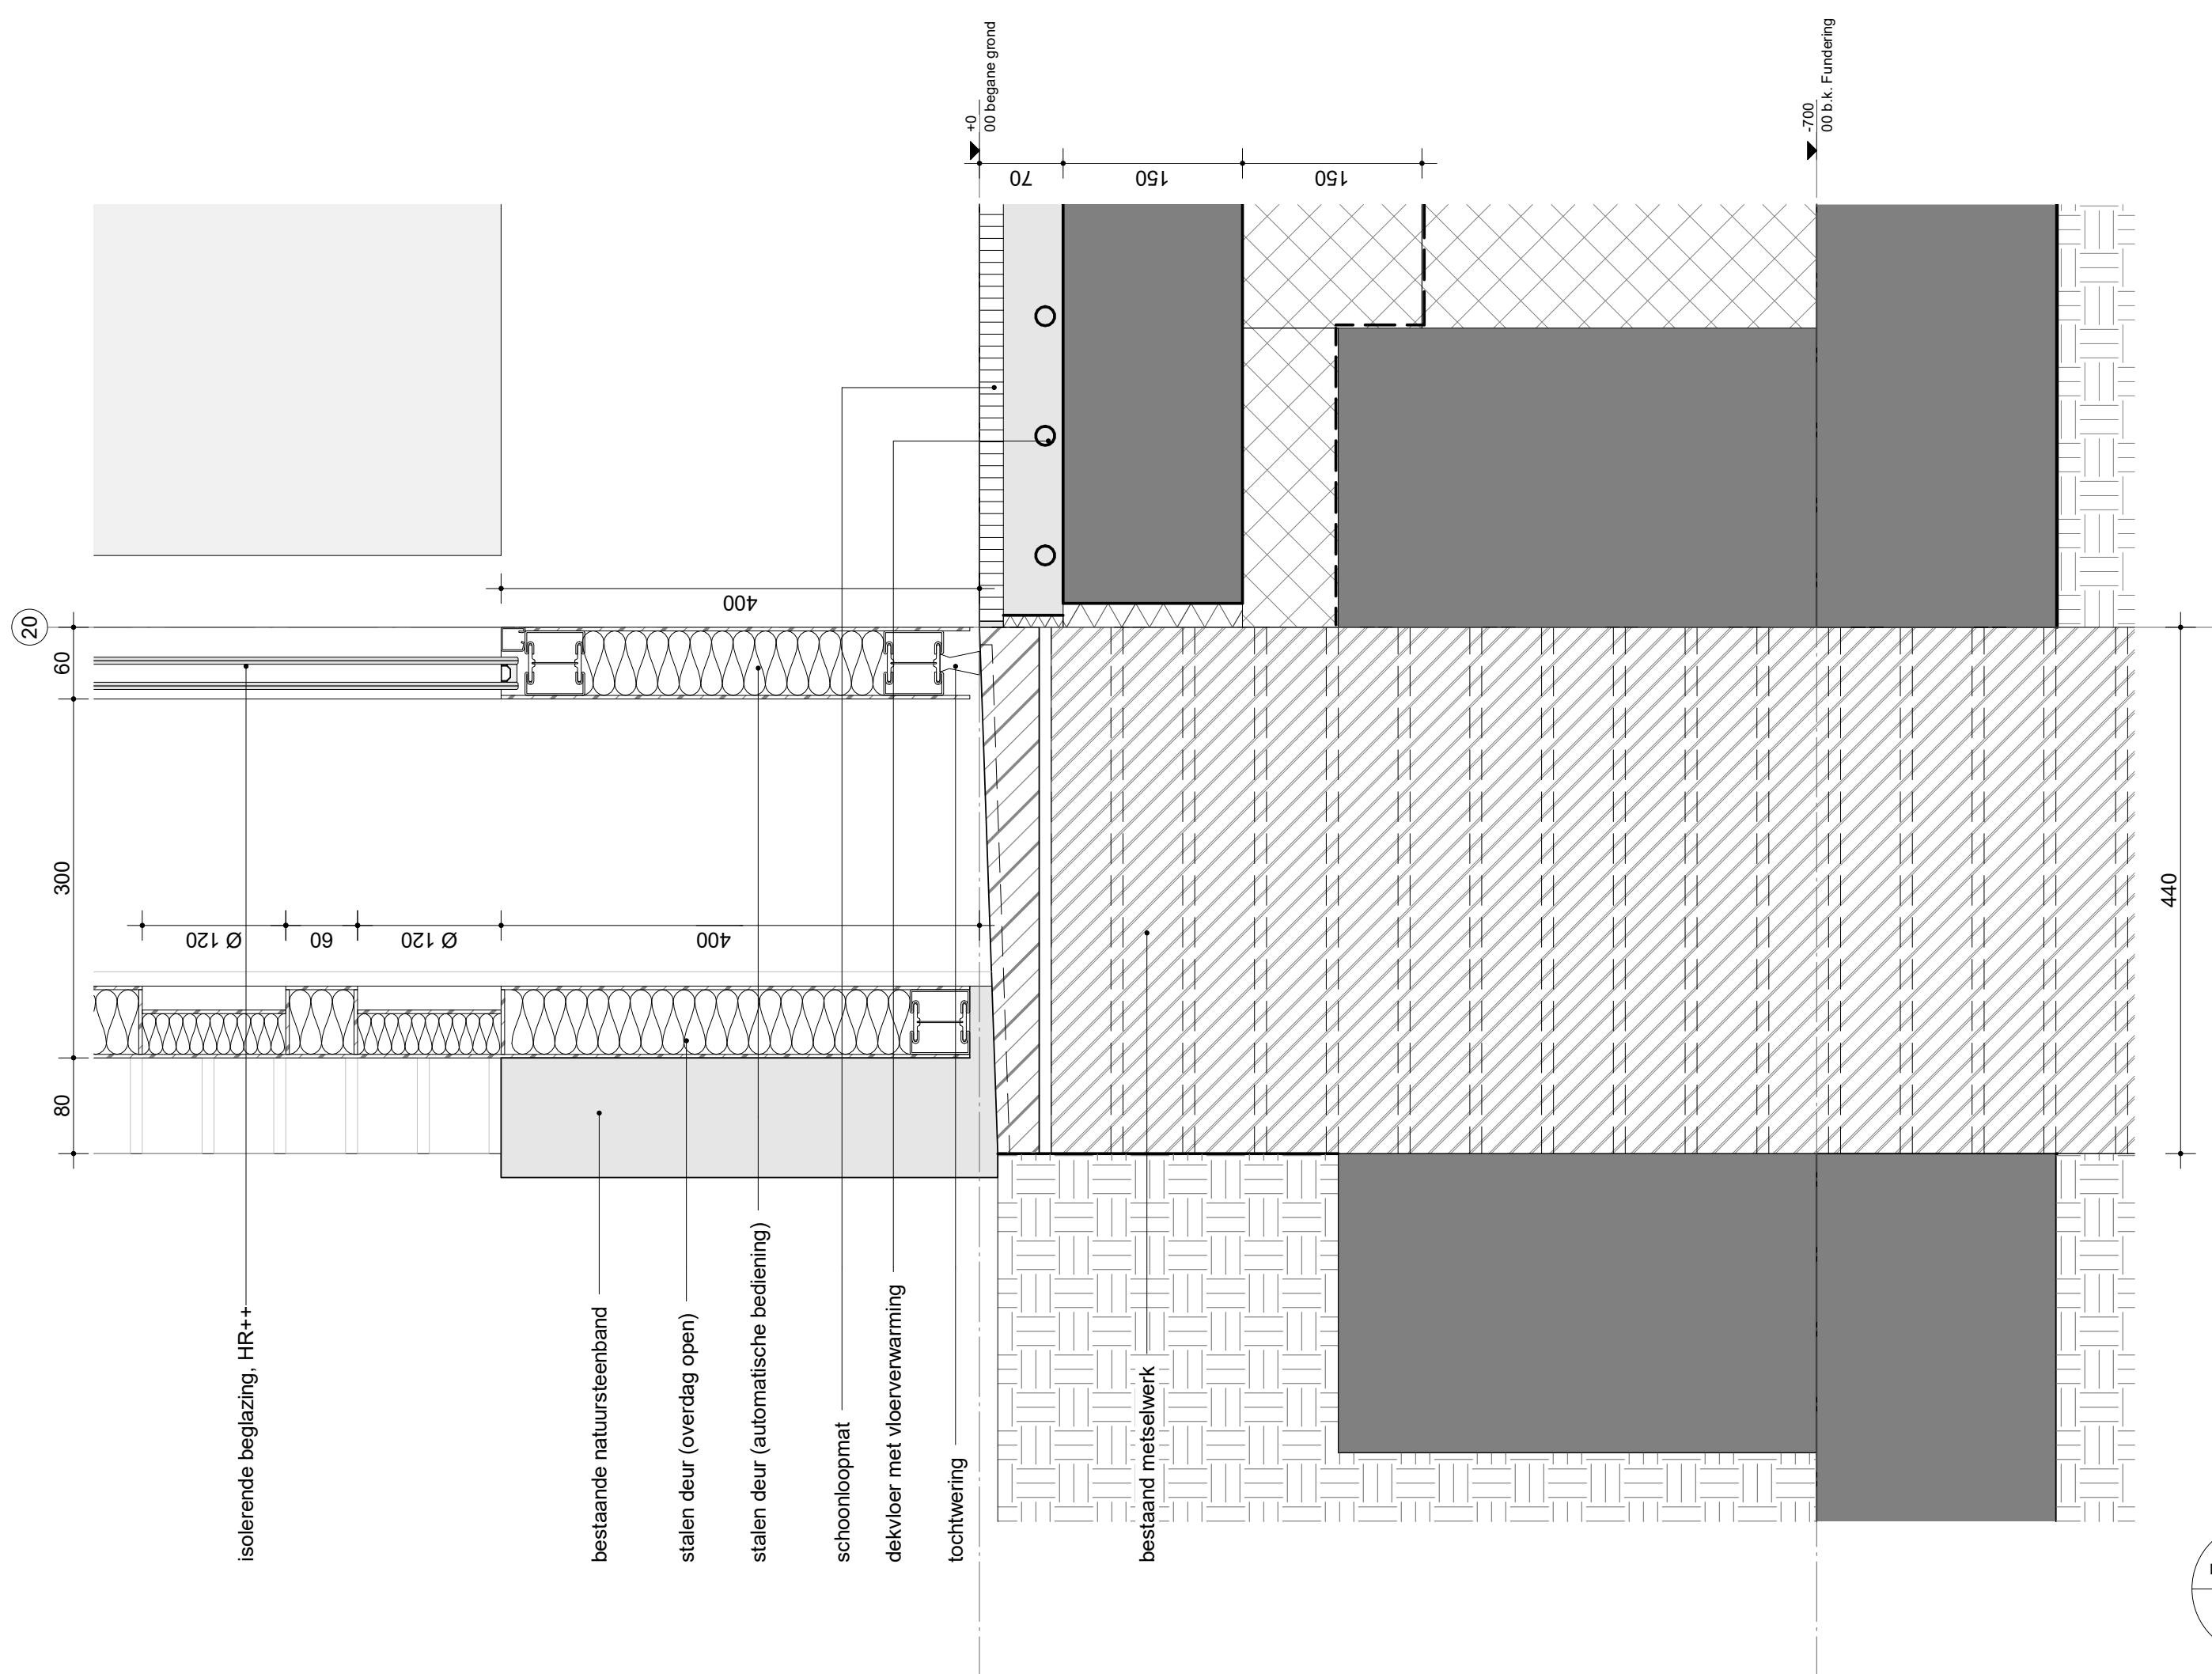 20
60
300
80
isolerende beglazing, HR++
bestaande natuursteenband
stalen deur (overdag open)
stalen deur (automatische bediening)
schoonloopmat
dekvloer met vloerverwarming
tochtwering
bestaand metselwerk
Ø 120
60
Ø 120
400
400
+0
00 begane grond
70
150
150
-700
00 b.k. Fundering
440